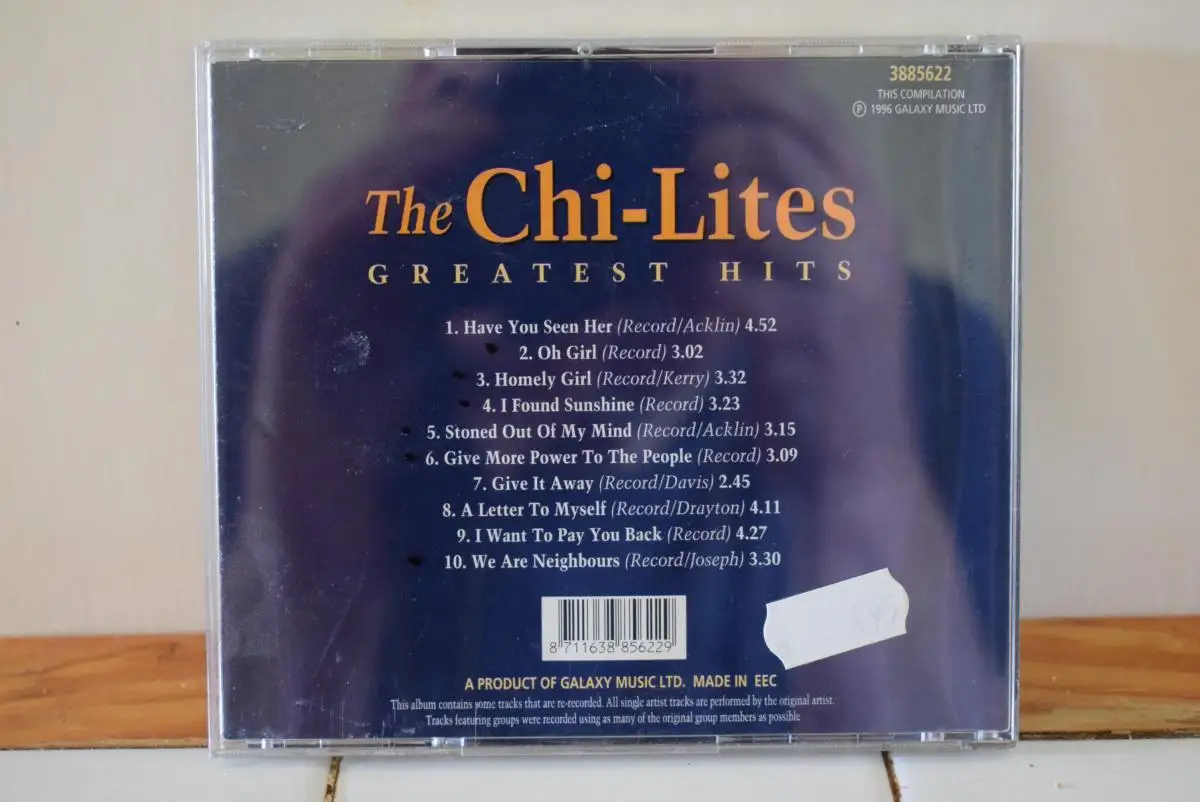 3885622
THIS COMPILATION
Ⓟ 1996 GALAXY MUSIC LTD
The Chi-Lites
GREATEST HITS
1. Have You Seen Her (Record/Acklin) 4.52
2. Oh Girl (Record) 3.02
3. Homely Girl (Record/Kerry) 3.32
4. I Found Sunshine (Record) 3.23
5. Stoned Out Of My Mind (Record/Acklin) 3.15
6. Give More Power To The People (Record) 3.09
7. Give It Away (Record/Davis) 2.45
8. A Letter To Myself (Record/Drayton) 4.11
9. I Want To Pay You Back (Record) 4.27
10. We Are Neighbours (Record/Joseph) 3.30
8 711638 856229
A PRODUCT OF GALAXY MUSIC LTD. MADE IN EEC
This album contains some tracks that are re-recorded. All single artist tracks are performed by the original artist.
Tracks featuring groups were recorded using as many of the original group members as possible